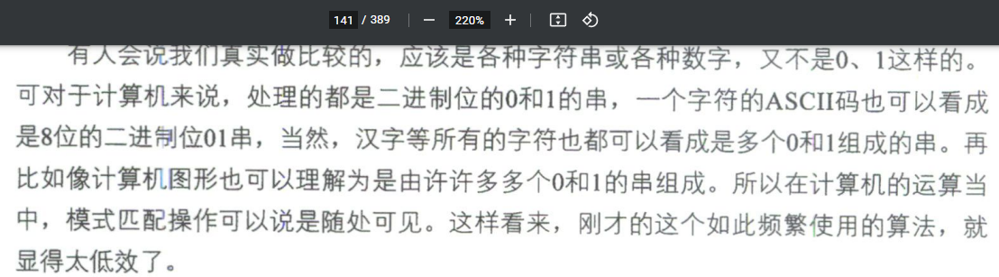 141 / 389 220%
有人会说我们真实做比较的，应该是各种字符串或各种数字，又不是0、1这样的。
可对于计算机来说，处理的都是二进制位的0和1的串，一个字符的ASCII码也可以看成
是8位的二进制位01串，当然，汉字等所有的字符也都可以看成是多个0和1组成的串。再
比如像计算机图形也可以理解为是由许许多多个0和1的串组成。所以在计算机的运算当
中，模式匹配操作可以说是随处可见。这样看来，刚才的这个如此频繁使用的算法，就
显得太低效了。